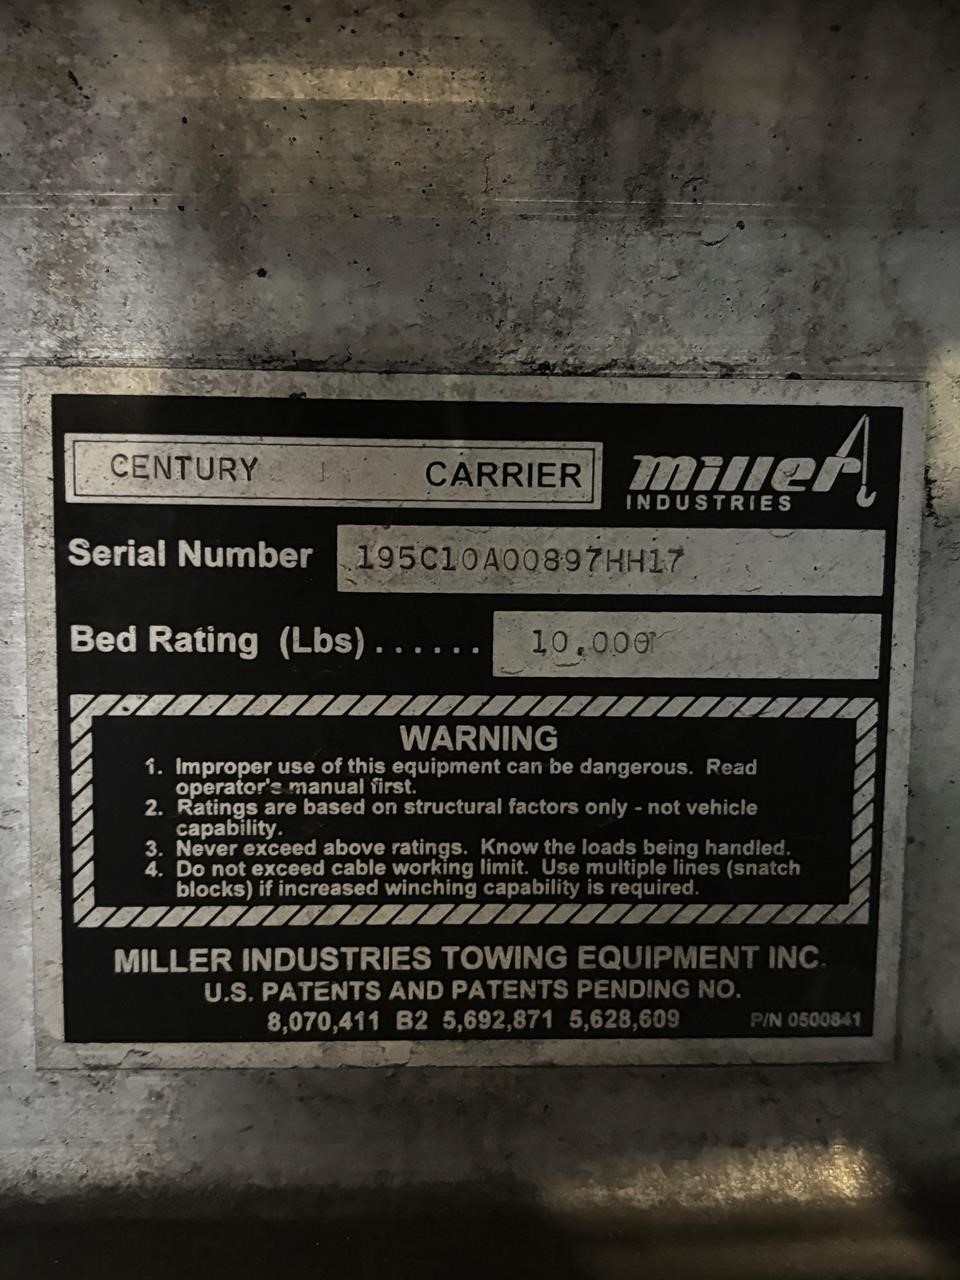 CENTURY CARRIER
miller
INDUSTRIES
Serial Number 195C10A00897HH17
Bed Rating (Lbs)...... 10,000
WARNING
1. Improper use of this equipment can be dangerous. Read
operator's manual first.
2. Ratings are based on structural factors only - not vehicle
capability.
3. Never exceed above ratings. Know the loads being handled.
4. Do not exceed cable working limit. Use multiple lines (snatch
blocks) if increased winching capability is required.
MILLER INDUSTRIES TOWING EQUIPMENT INC.
U.S. PATENTS AND PATENTS PENDING NO.
8,070,411 B2 5,692,871 5,628,609 P/N 0500841